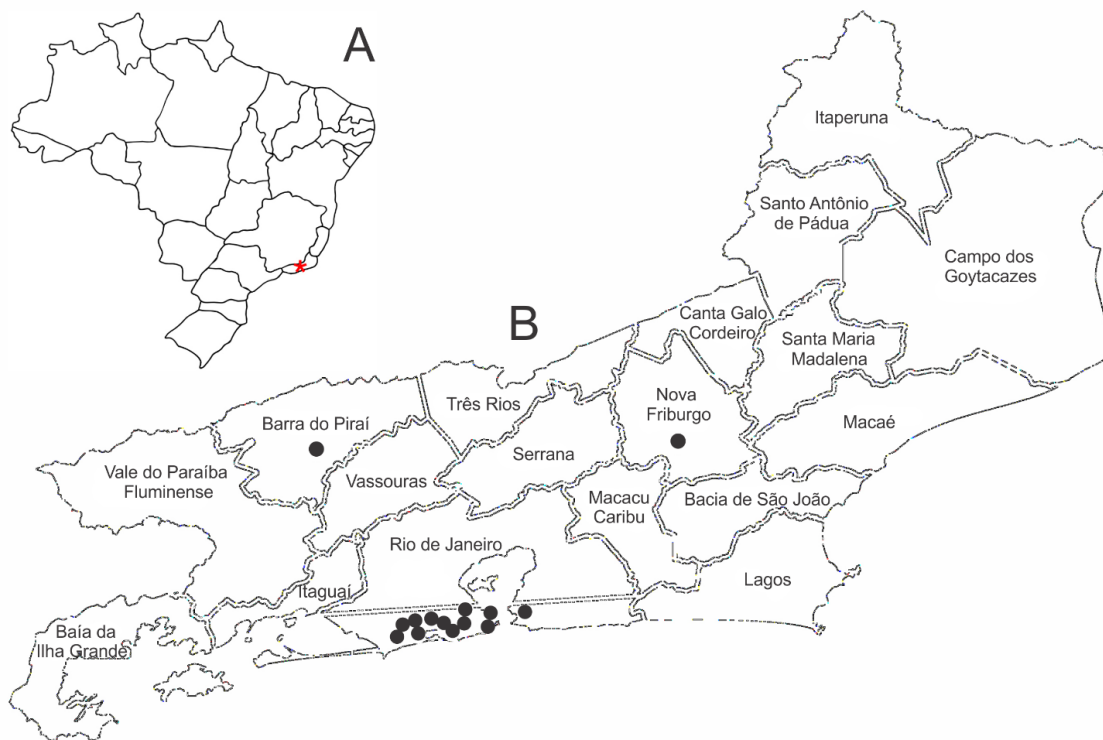 A
Itaperuna
Santo Antônio
de Pádua
Campo dos
Goytacazes
B
Canta Galo
Cordeiro
Santa Maria
Madalena
Três Rios
Nova
Friburgo
Barra do Piraí
Macaé
Serrana
Vale do Paraíba
Fluminense
Vassouras
Macacu
Caribu
Bacia de São João
Rio de Janeiro
Lagos
Itaguaí
Baía da
Ilha Grande